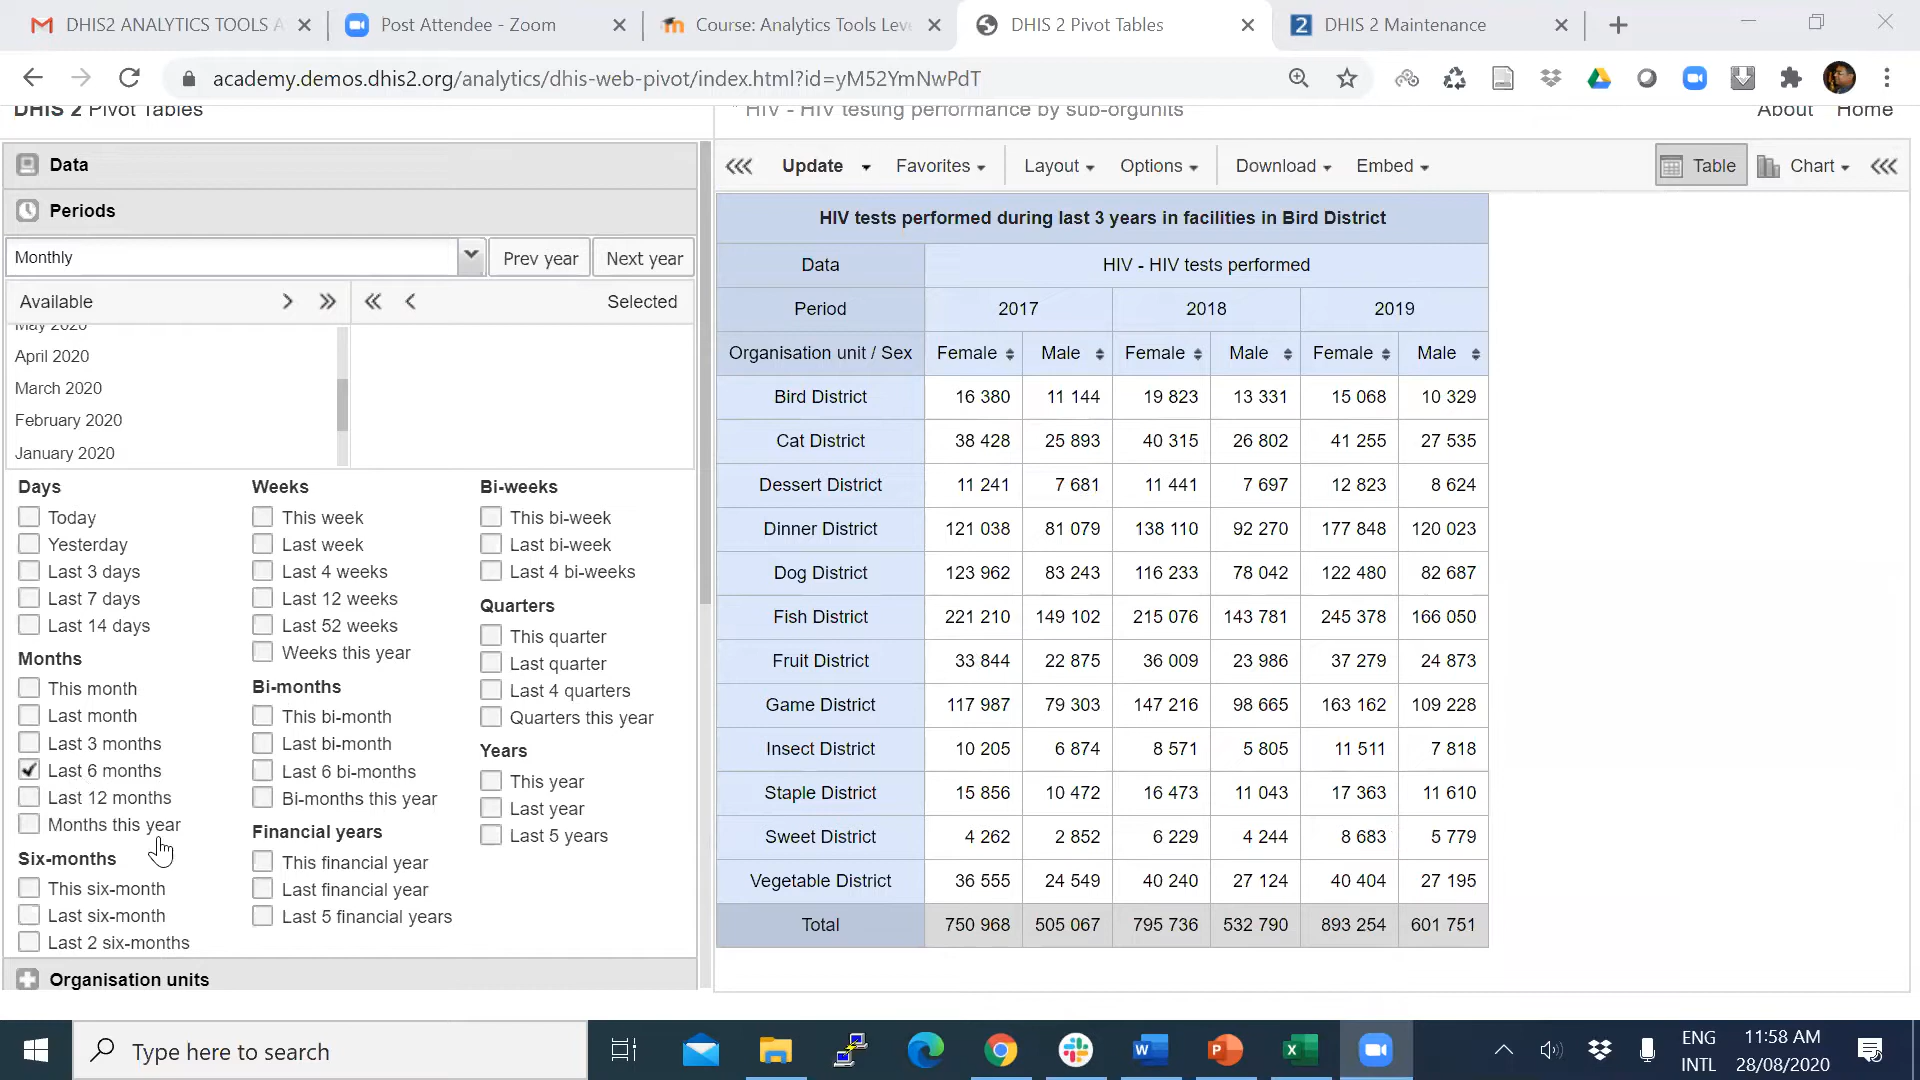 DHIS2 ANALYTICS TOOLS A
Post Attendee - Zoom
Course: Analytics Tools Leve
DHIS 2 Pivot Tables
DHIS 2 Maintenance
academy.demos.dhis2.org/analytics/dhis-web-pivot/index.html?id=yM52YmNwPdT
DHIS 2 Pivot Tables
* HIV - HIV testing performance by sub-orgunits
About Home
Data
Periods
Monthly
Prev year
Next year
Available
Selected
May 2020
April 2020
March 2020
February 2020
January 2020
Days
Today
Yesterday
Last 3 days
Last 7 days
Last 14 days
Months
This month
Last month
Last 3 months
Last 6 months
Last 12 months
Months this year
Six-months
This six-month
Last six-month
Last 2 six-months
Weeks
This week
Last week
Last 4 weeks
Last 12 weeks
Last 52 weeks
Weeks this year
Bi-months
This bi-month
Last bi-month
Last 6 bi-months
Bi-months this year
Financial years
This financial year
Last financial year
Last 5 financial years
Bi-weeks
This bi-week
Last bi-week
Last 4 bi-weeks
Quarters
This quarter
Last quarter
Last 4 quarters
Quarters this year
Years
This year
Last year
Last 5 years
Organisation units
Update Favorites Layout Options Download Embed Table Chart
HIV tests performed during last 3 years in facilities in Bird District
Data HIV - HIV tests performed
Period 2017 2018 2019
Organisation unit / Sex Female Male Female Male Female Male
Bird District 16 380 11 144 19 823 13 331 15 068 10 329
Cat District 38 428 25 893 40 315 26 802 41 255 27 535
Dessert District 11 241 7 681 11 441 7 697 12 823 8 624
Dinner District 121 038 81 079 138 110 92 270 177 848 120 023
Dog District 123 962 83 243 116 233 78 042 122 480 82 687
Fish District 221 210 149 102 215 076 143 781 245 378 166 050
Fruit District 33 844 22 875 36 009 23 986 37 279 24 873
Game District 117 987 79 303 147 216 98 665 163 162 109 228
Insect District 10 205 6 874 8 571 5 805 11 511 7 818
Staple District 15 856 10 472 16 473 11 043 17 363 11 610
Sweet District 4 262 2 852 6 229 4 244 8 683 5 779
Vegetable District 36 555 24 549 40 240 27 124 40 404 27 195
Total 750 968 505 067 795 736 532 790 893 254 601 751
Type here to search
ENG
INTL
11:58 AM
28/08/2020